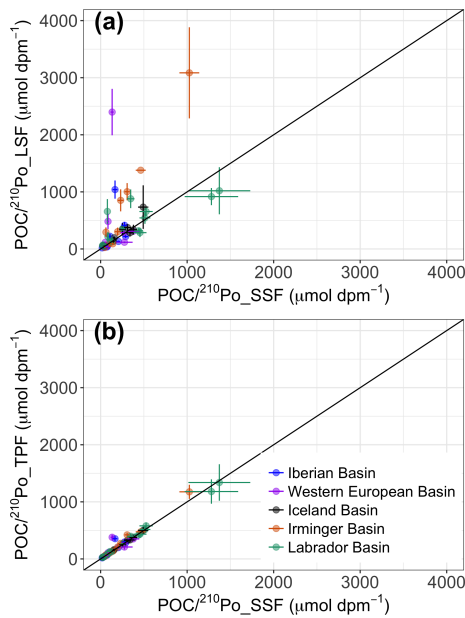 (a)
4000
3000
2000
1000
0
POC/²¹⁰Po_LSF (μmol dpm⁻¹)
0 1000 2000 3000 4000
POC/²¹⁰Po_SSF (μmol dpm⁻¹)
(b)
4000
3000
2000
1000
0
POC/²¹⁰Po_TPF (μmol dpm⁻¹)
Iberian Basin
Western European Basin
Iceland Basin
Irminger Basin
Labrador Basin
0 1000 2000 3000 4000
POC/²¹⁰Po_SSF (μmol dpm⁻¹)